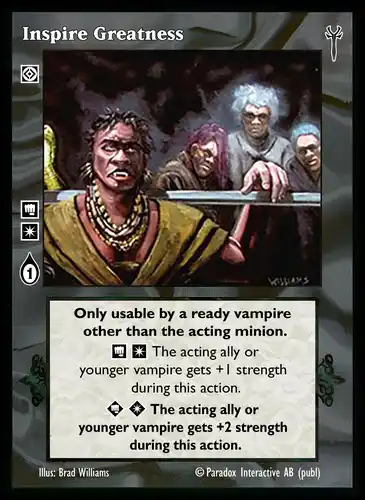 Inspire Greatness
WILLIAMS
1
Only usable by a ready vampire
other than the acting minion.
The acting ally or
younger vampire gets +1 strength
during this action.
The acting ally or
younger vampire gets +2 strength
during this action.
Illus: Brad Williams © Paradox Interactive AB (publ)